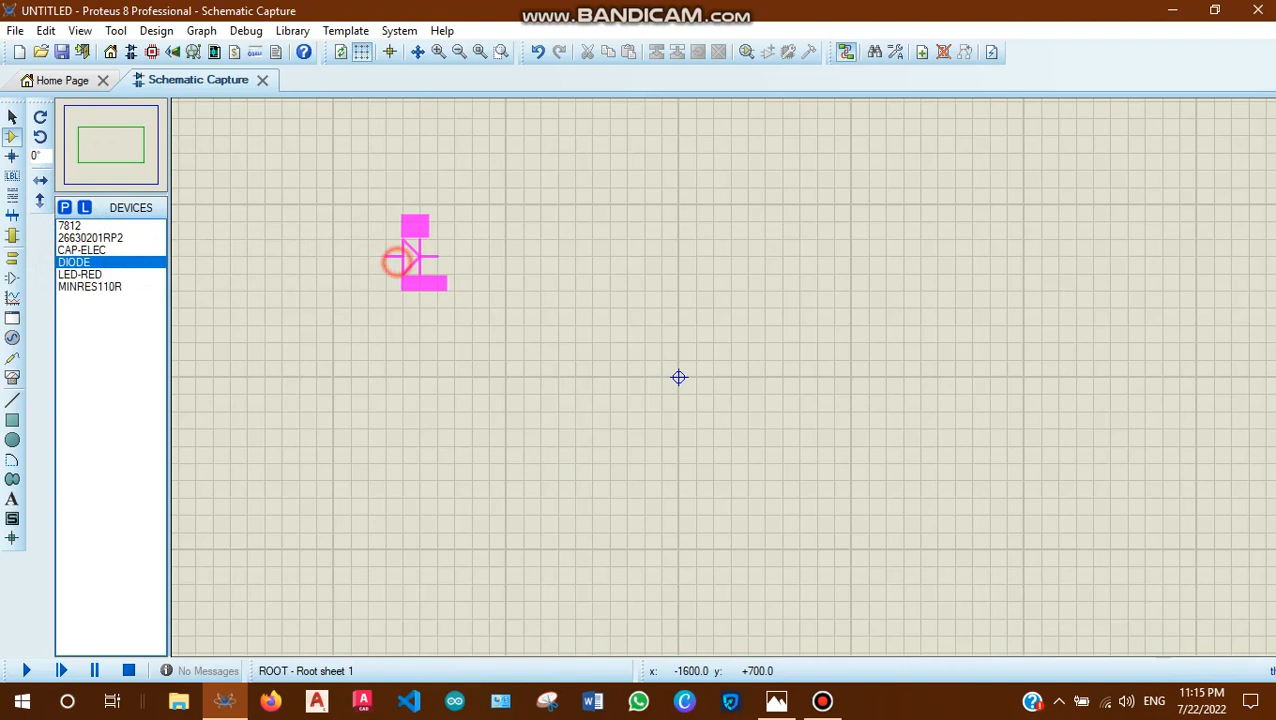 UNTITLED - Proteus 8 Professional - Schematic Capture
www.BANDICAM.com
File Edit View Tool Design Graph Debug Library Template System Help
Home Page
Schematic Capture
0°
P L DEVICES
7812
26630201RP2
CAP-ELEC
DIODE
LED-RED
MINRES110R
LBL
A
No Messages
ROOT - Root sheet 1
x: -1600.0 y: +700.0
th
ENG
11:15 PM
7/22/2022